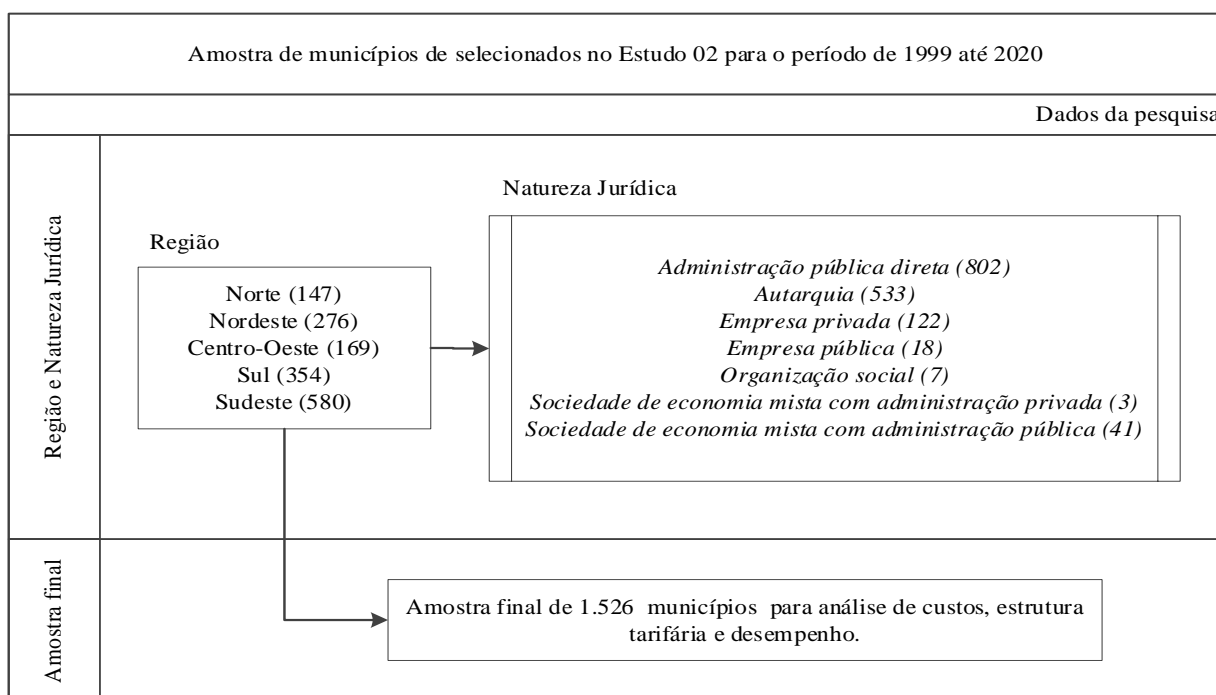 Amostra de municípios de selecionados no Estudo 02 para o período de 1999 até 2020
Dados da pesquisa
Região e Natureza Jurídica
Região
Norte (147)
Nordeste (276)
Centro-Oeste (169)
Sul (354)
Sudeste (580)
Natureza Jurídica
Administração pública direta (802)
Autarquia (533)
Empresa privada (122)
Empresa pública (18)
Organização social (7)
Sociedade de economia mista com administração privada (3)
Sociedade de economia mista com administração pública (41)
Amostra final
Amostra final de 1.526 municípios para análise de custos, estrutura
tarifária e desempenho.